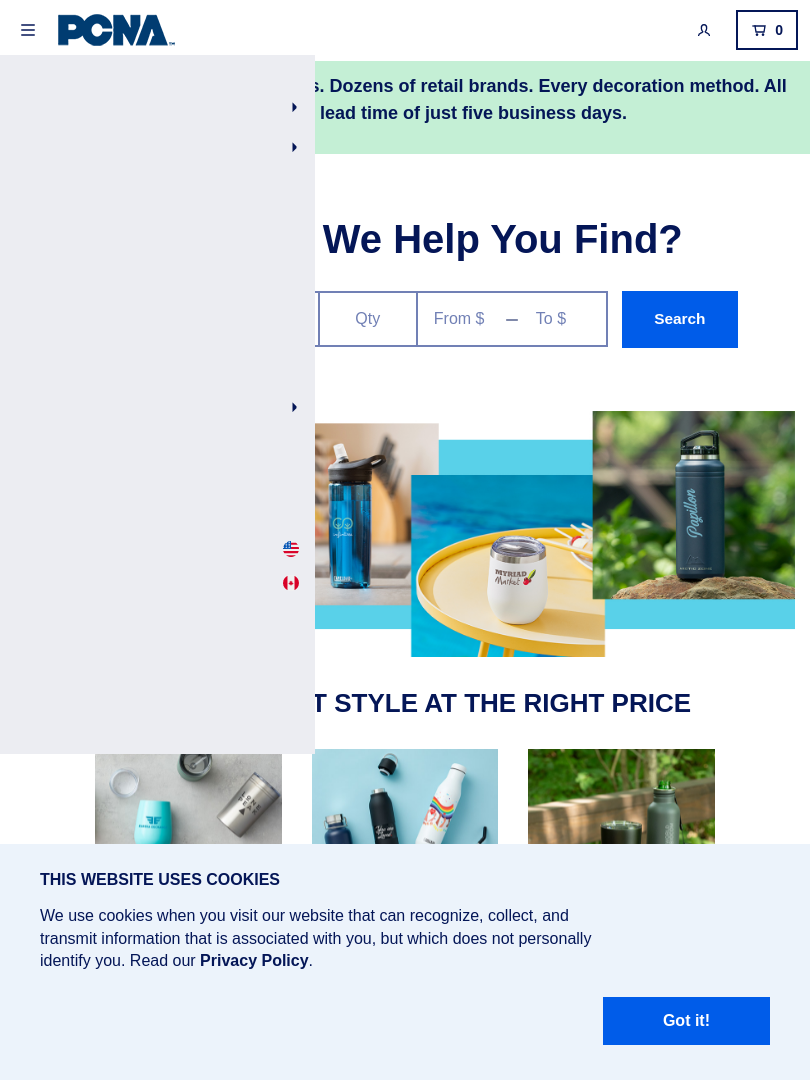 PCNA
0
. Dozens of retail brands. Every decoration method. All
lead time of just five business days.
We Help You Find?
Qty
From $
To $
Search
MYRIAD
Market
Papillon
STYLE AT THE RIGHT PRICE
LONE
PEAK
THIS WEBSITE USES COOKIES
We use cookies when you visit our website that can recognize, collect, and
transmit information that is associated with you, but which does not personally
identify you. Read our Privacy Policy.
Got it!